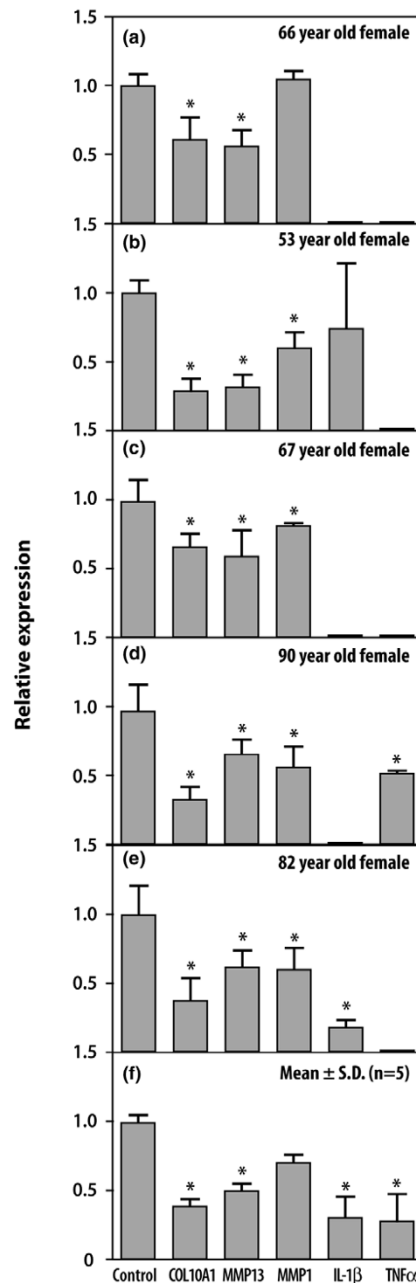 1.5
(a)
66 year old female
*
*
1.0
0.5
1.5
(b)
53 year old female
1.0
*
*
*
0.5
1.5
(c)
67 year old female
1.0
*
*
*
0.5
1.5
(d)
90 year old female
1.0
*
*
*
*
0.5
1.5
(e)
82 year old female
1.0
*
*
*
*
0.5
1.5
(f)
Mean ± S.D. (n=5)
1.0
*
*
*
*
0.5
0
Control COL10A1 MMP13 MMP1 IL-1β TNFα
Relative expression